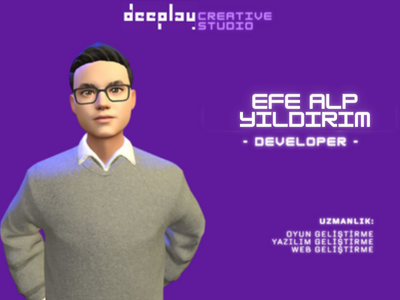 deeplay.
CREATIVE
STUDIO
EFE ALP
YILDIRIM
- DEVELOPER -
UZMANLIK:
OYUN GELİŞTİRME
YAZILIM GELİŞTİRME
WEB GELİŞTİRME